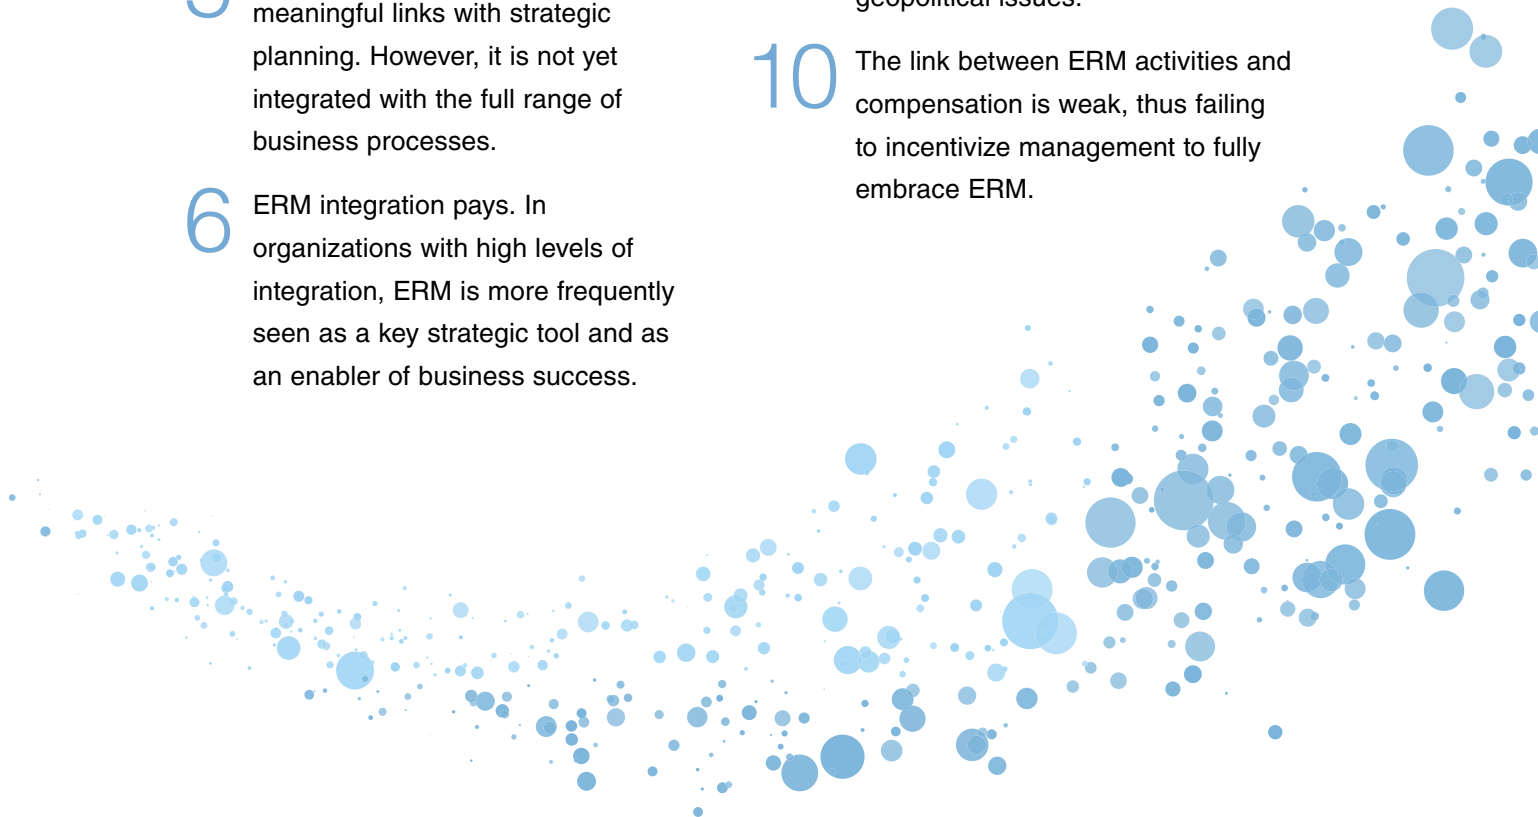 meaningful links with strategic
planning. However, it is not yet
integrated with the full range of
business processes.
6 ERM integration pays. In
organizations with high levels of
integration, ERM is more frequently
seen as a key strategic tool and as
an enabler of business success.
geopolitical issues.
10 The link between ERM activities and
compensation is weak, thus failing
to incentivize management to fully
embrace ERM.